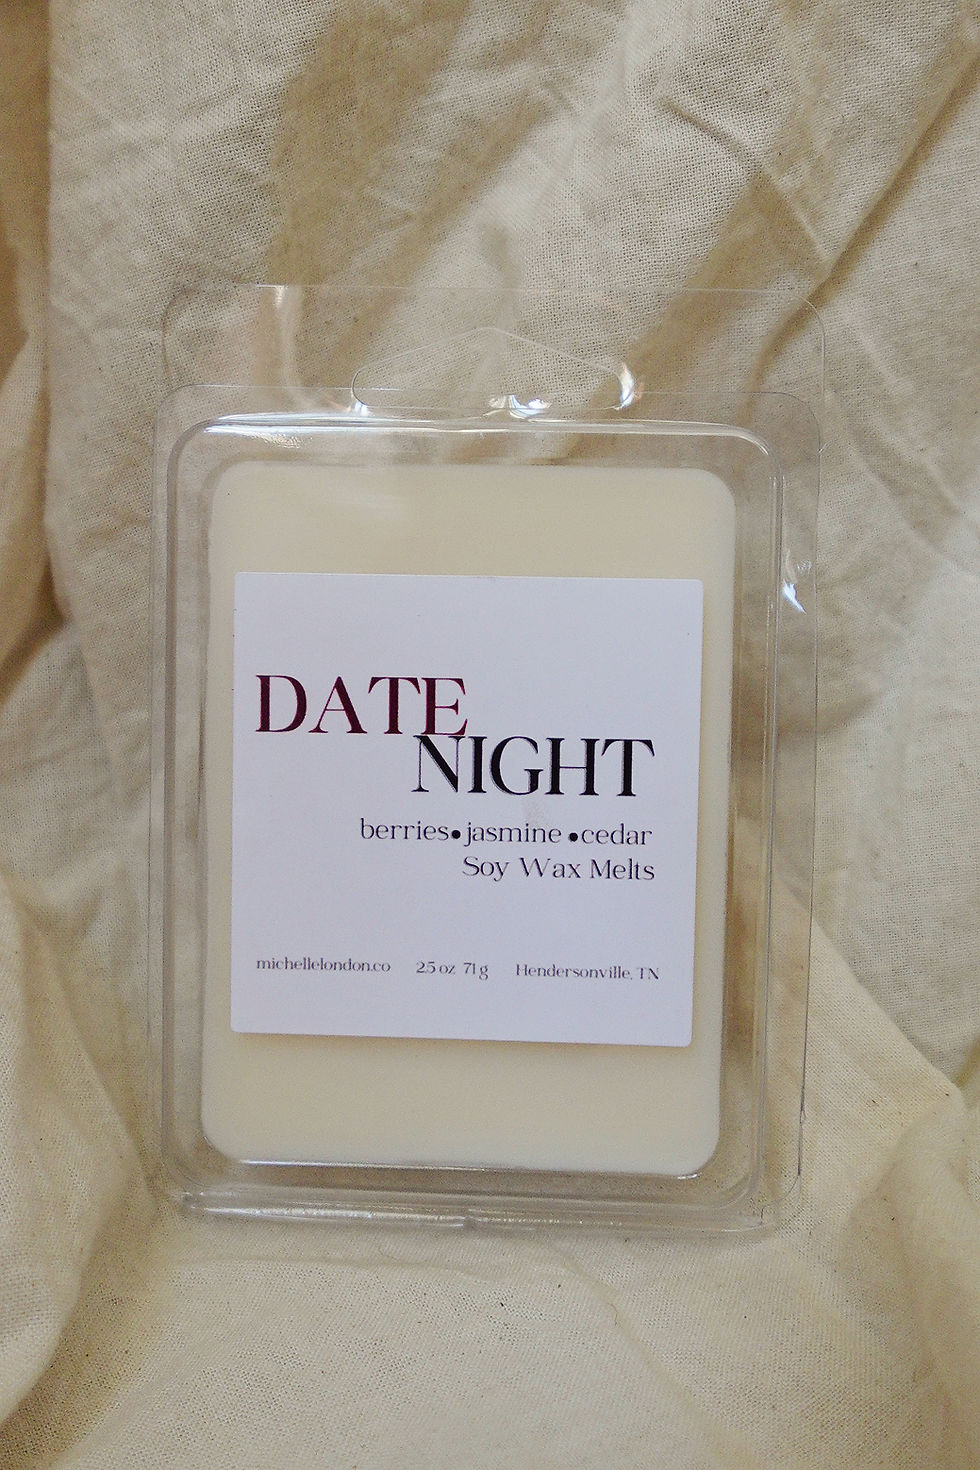 DATE
NIGHT
berries•jasmine •cedar
Soy Wax Melts
michellelondon.co 2.5 oz 71 g Hendersonville, TN